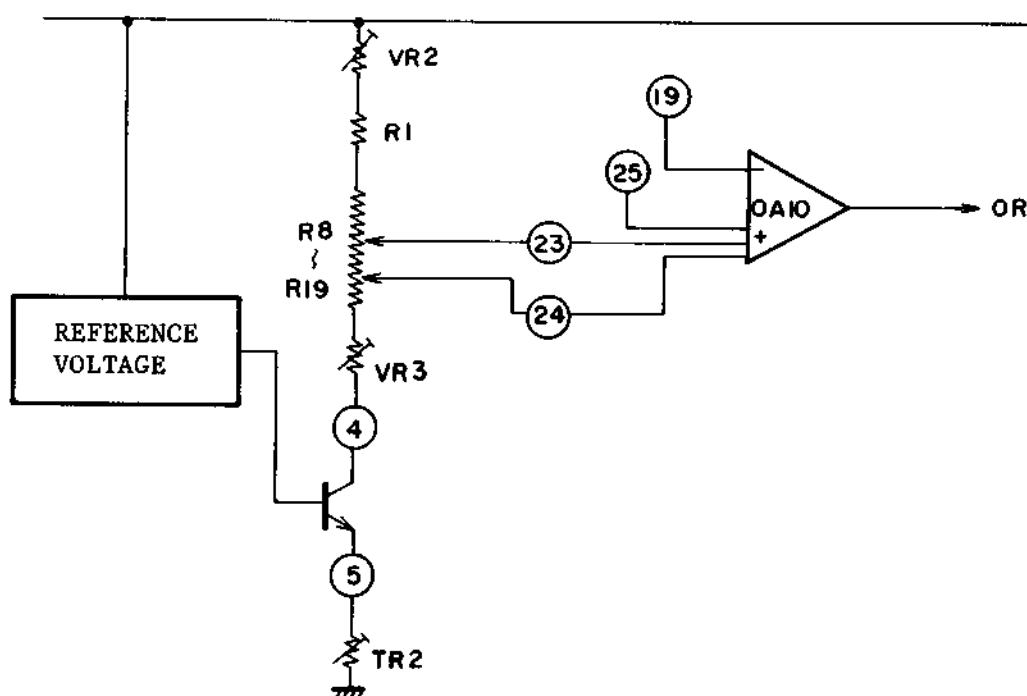 VR2
R1
19
25
OA10
OR
R8
23
+
R19
24
REFERENCE
VOLTAGE
VR3
4
5
TR2